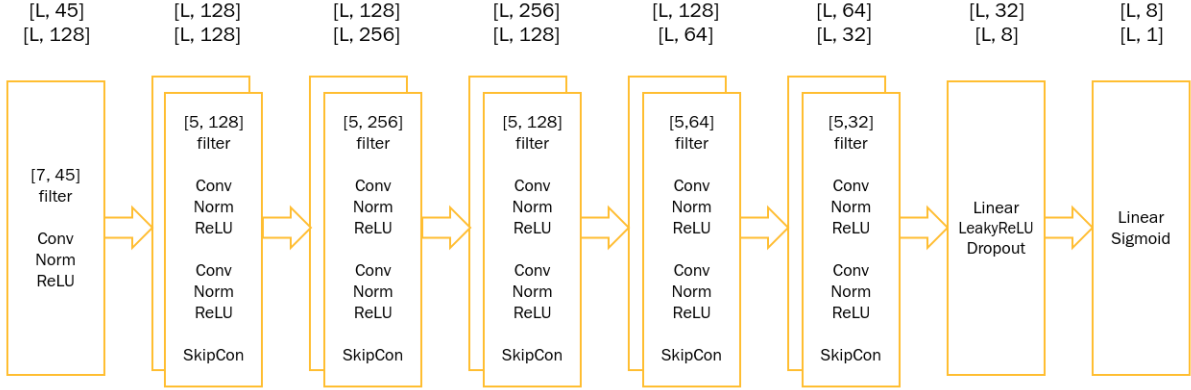 [L, 45]
[L, 128]
[L, 128]
[L, 128]
[L, 128]
[L, 256]
[L, 256]
[L, 128]
[L, 128]
[L, 64]
[L, 64]
[L, 32]
[L, 32]
[L, 8]
[L, 8]
[L, 1]
[7, 45]
filter
Conv
Norm
ReLU
[5, 128]
filter
Conv
Norm
ReLU
Conv
Norm
ReLU
SkipCon
[5, 256]
filter
Conv
Norm
ReLU
Conv
Norm
ReLU
SkipCon
[5, 128]
filter
Conv
Norm
ReLU
Conv
Norm
ReLU
SkipCon
[5,64]
filter
Conv
Norm
ReLU
Conv
Norm
ReLU
SkipCon
[5,32]
filter
Conv
Norm
ReLU
Conv
Norm
ReLU
SkipCon
Linear
LeakyReLU
Dropout
Linear
Sigmoid